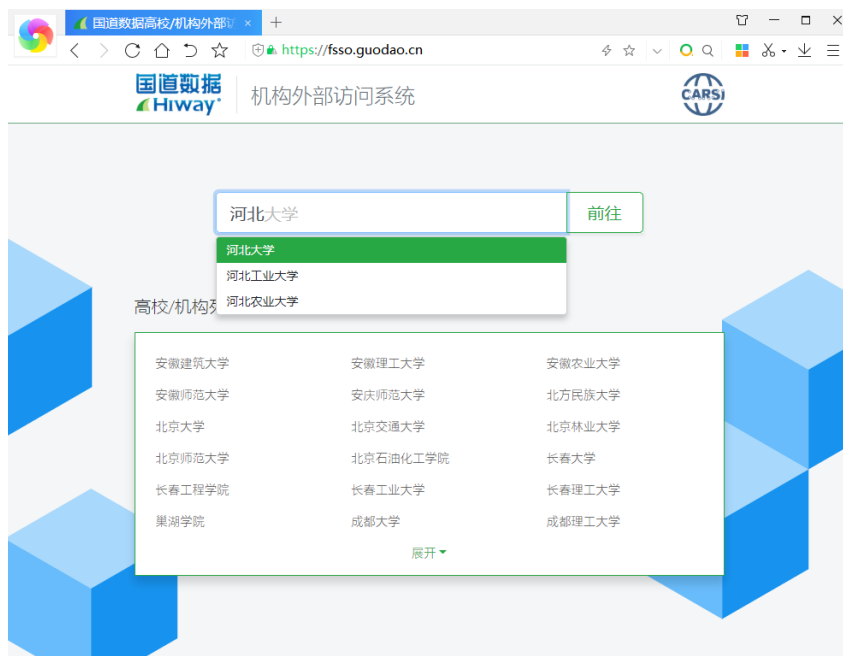 国道数据高校/机构外部访
https://fsso.guodao.cn
国道数据
Hiway
机构外部访问系统
CARSI
河北大学
前往
河北大学
河北工业大学
河北农业大学
高校/机构列
安徽建筑大学 安徽理工大学 安徽农业大学
安徽师范大学 安庆师范大学 北方民族大学
北京大学 北京交通大学 北京林业大学
北京师范大学 北京石油化工学院 长春大学
长春工程学院 长春工业大学 长春理工大学
巢湖学院 成都大学 成都理工大学
展开